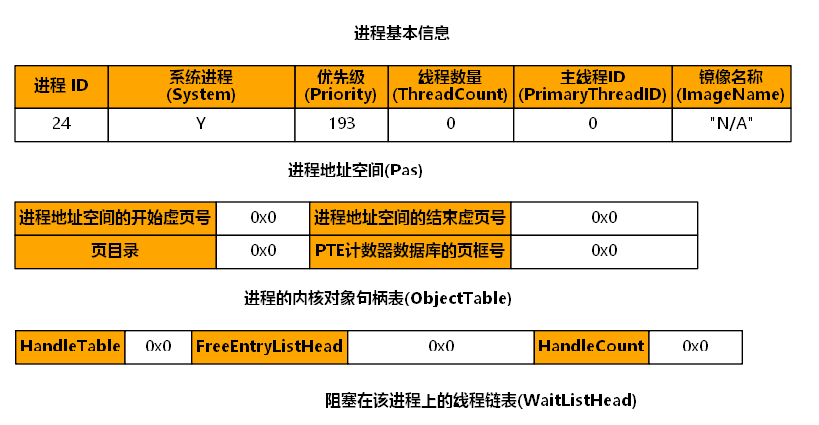 进程基本信息
进程 ID 系统进程 (System) 优先级 (Priority) 线程数量 (ThreadCount) 主线程ID (PrimaryThreadID) 镜像名称 (ImageName)
24 Y 193 0 0 "N/A"
进程地址空间(Pas)
进程地址空间的开始虚页号 0x0 进程地址空间的结束虚页号 0x0
页目录 0x0 PTE计数器数据库的页框号 0x0
进程的内核对象句柄表(ObjectTable)
HandleTable 0x0 FreeEntryListHead 0x0 HandleCount 0x0
阻塞在该进程上的线程链表(WaitListHead)